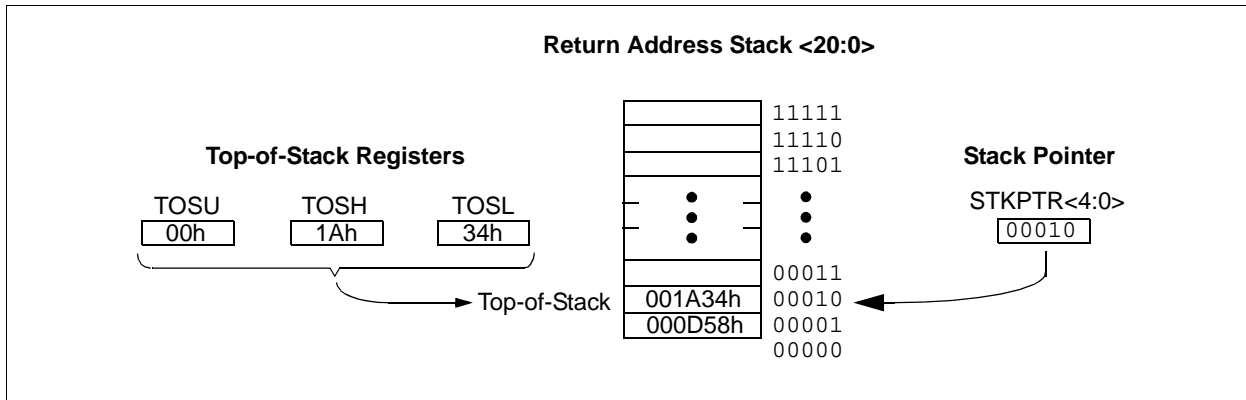 Return Address Stack <20:0>
11111
11110
11101
Top-of-Stack Registers
Stack Pointer
TOSU TOSH TOSL
STKPTR<4:0>
00h 1Ah 34h
00010
00011
Top-of-Stack 001A34h 00010
000D58h 00001
00000